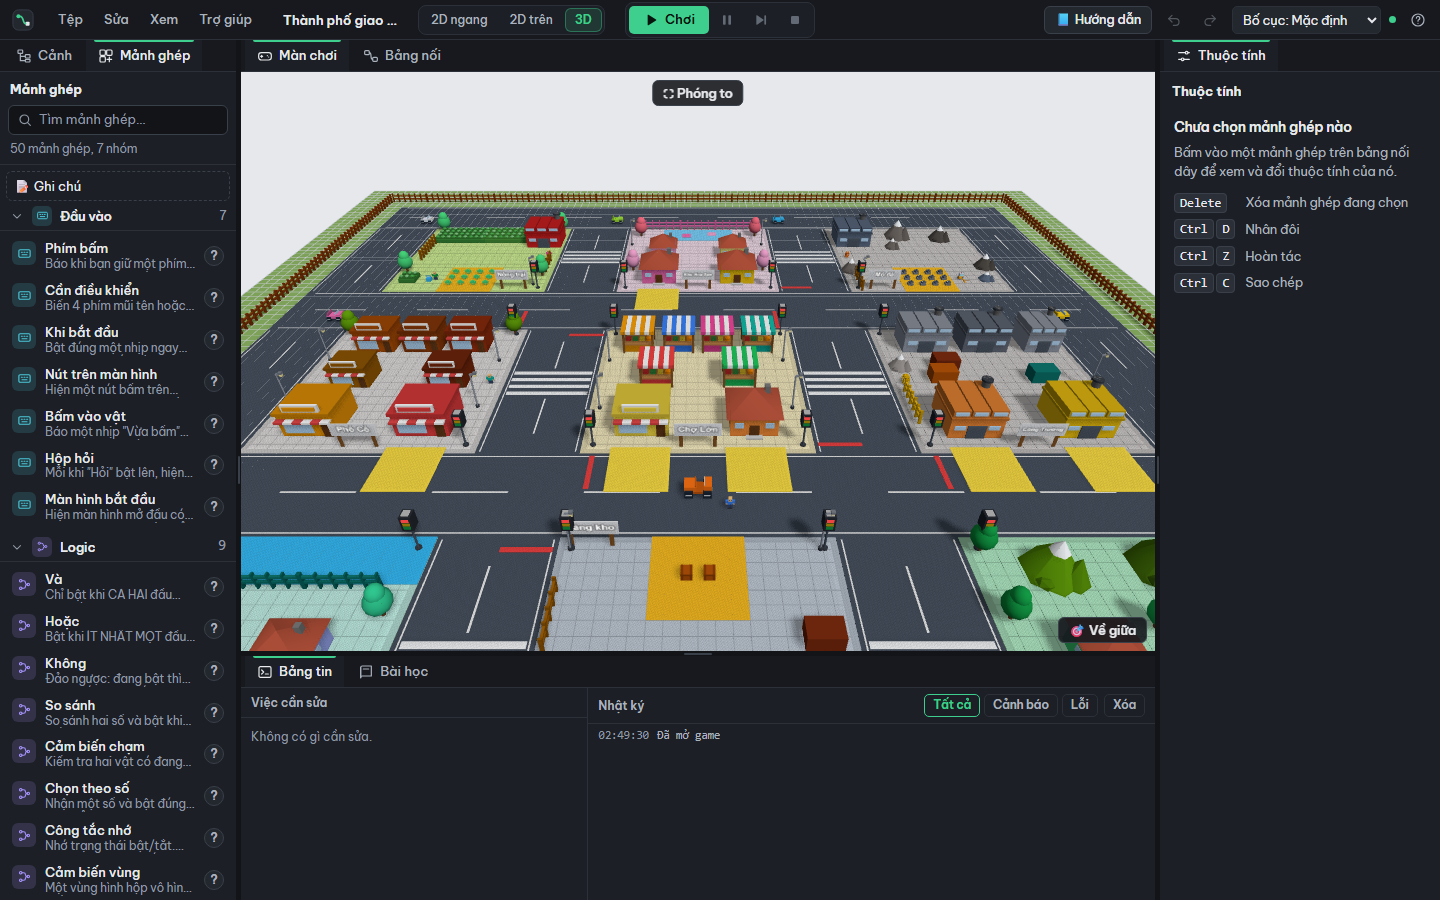 Tệp
Sửa
Xem
Trợ giúp
Thành phố giao ...
2D ngang
2D trên
3D
Chơi
Hướng dẫn
Bố cục: Mặc định
Cảnh
Mảnh ghép
Màn chơi
Bảng nối
Thuộc tính
Mảnh ghép
Tìm mảnh ghép...
50 mảnh ghép, 7 nhóm
Ghi chú
Đầu vào
7
Phím bấm
Báo khi bạn giữ một phím...
?
Cần điều khiển
Biến 4 phím mũi tên hoặc...
?
Khi bắt đầu
Bật đúng một nhịp ngay...
?
Nút trên màn hình
Hiện một nút bấm trên...
?
Bấm vào vật
Báo một nhịp "Vừa bấm"...
?
Hộp hỏi
Mỗi khi "Hỏi" bật lên, hiện...
?
Màn hình bắt đầu
Hiện màn hình mở đầu có...
?
Logic
9
Và
Chỉ bật khi CẢ HAI đầu...
?
Hoặc
Bật khi ÍT NHẤT MỘT đầu...
?
Không
Đảo ngược: đang bật thì...
?
So sánh
So sánh hai số và bật khi...
?
Cảm biến chạm
Kiểm tra hai vật có đang...
?
Chọn theo số
Nhận một số và bật đúng...
?
Công tắc nhớ
Nhớ trạng thái bật/tắt....
?
Cảm biến vùng
Một vùng hình hộp vô hìn...
?
Phóng to
Phố Cổ
Chợ Lớn
Về giữa
Bảng tin
Bài học
Việc cần sửa
Không có gì cần sửa.
Nhật ký
Tất cả
Cảnh báo
Lỗi
Xóa
02:49:30 Đã mở game
Thuộc tính
Chưa chọn mảnh ghép nào
Bấm vào một mảnh ghép trên bảng nối
dây để xem và đổi thuộc tính của nó.
Delete
Xóa mảnh ghép đang chọn
Ctrl D
Nhân đôi
Ctrl Z
Hoàn tác
Ctrl C
Sao chép